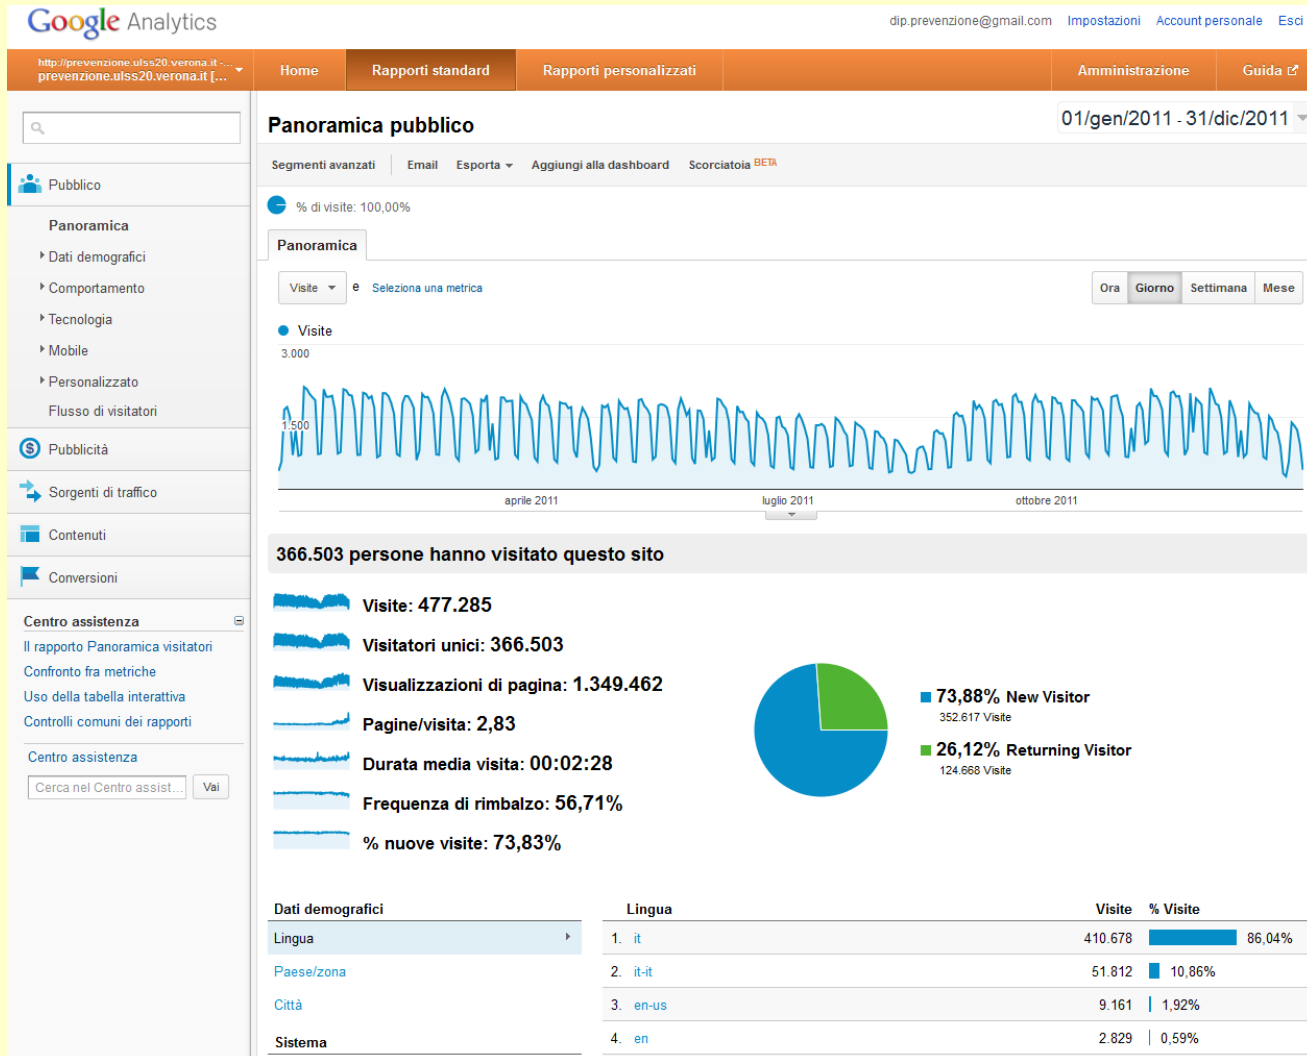 Google Analytics
dip.prevenzione@gmail.com Impostazioni Account personale Esci
http://prevenzione.ulss20.verona.it -...
prevenzione.ulss20.verona.it [...
Home Rapporti standard Rapporti personalizzati Amministrazione Guida
Panoramica pubblico
01/gen/2011 - 31/dic/2011
Segmenti avanzati Email Esporta Aggiungi alla dashboard Scorciatoia BETA
Pubblico
Panoramica
Dati demografici
Comportamento
Tecnologia
Mobile
Personalizzato
Flusso di visitatori
Pubblicità
Sorgenti di traffico
Contenuti
Conversioni
Centro assistenza
Il rapporto Panoramica visitatori
Confronto fra metriche
Uso della tabella interattiva
Controlli comuni dei rapporti
Centro assistenza
Cerca nel Centro assist... Vai
% di visite: 100,00%
Panoramica
Visite e Seleziona una metrica
Ora Giorno Settimana Mese
Visite
3.000
1.500
aprile 2011 luglio 2011 ottobre 2011
366.503 persone hanno visitato questo sito
Visite: 477.285
Visitatori unici: 366.503
Visualizzazioni di pagina: 1.349.462
Pagine/visita: 2,83
Durata media visita: 00:02:28
Frequenza di rimbalzo: 56,71%
% nuove visite: 73,83%
73,88% New Visitor
352.617 Visite
26,12% Returning Visitor
124.668 Visite
Dati demografici
Lingua
Paese/zona
Città
Sistema
Lingua Visite % Visite
1. it 410.678 86,04%
2. it-it 51.812 10,86%
3. en-us 9.161 1,92%
4. en 2.829 0,59%